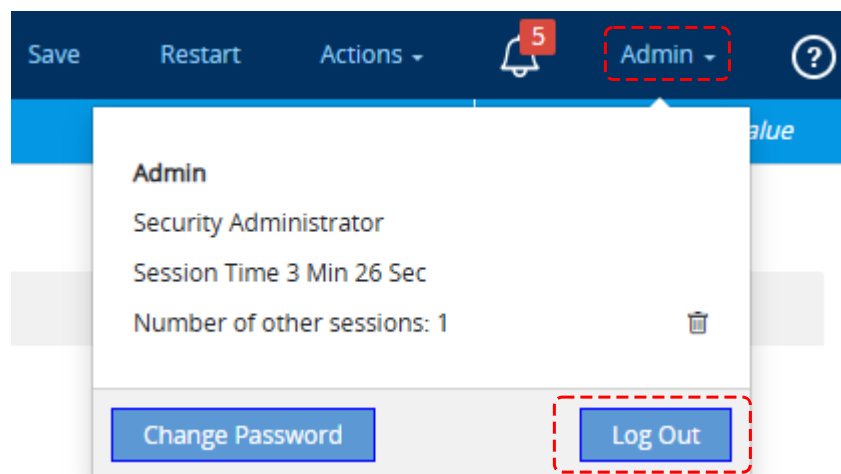 Save Restart Actions 5 Admin ?
alue
Admin
Security Administrator
Session Time 3 Min 26 Sec
Number of other sessions: 1
Change Password Log Out